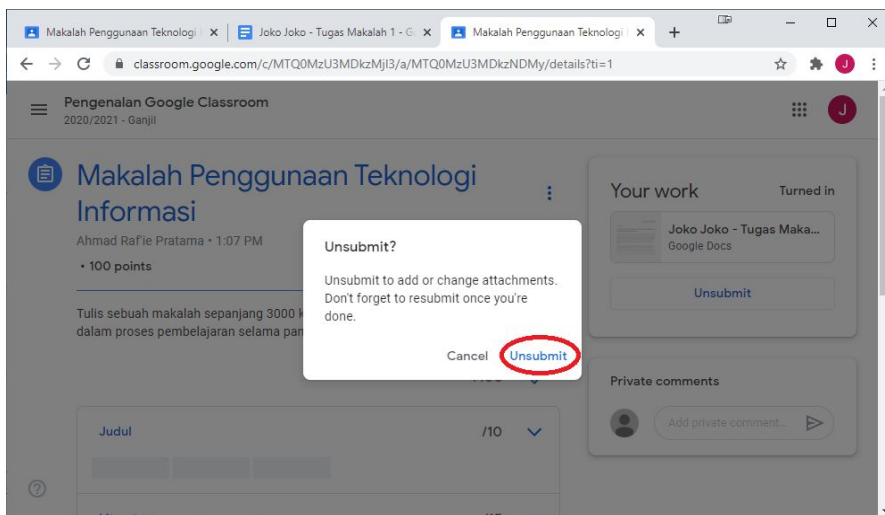 Makalah Penggunaan Teknologi
Joko Joko - Tugas Makalah 1 - G
Makalah Penggunaan Teknologi
classroom.google.com/c/MTQ0MzU3MDkzMjI3/a/MTQ0MzU3MDkzNDMy/details?ti=1
J
Pengenalan Google Classroom
2020/2021 - Ganjil
J
Makalah Penggunaan Teknologi
Informasi
Ahmad Raf'ie Pratama • 1:07 PM
• 100 points
Tulis sebuah makalah sepanjang 3000
dalam proses pembelajaran selama
Your work
Turned in
Joko Joko - Tugas Maka...
Google Docs
Unsubmit
Unsubmit?
Unsubmit to add or change attachments.
Don't forget to resubmit once you're
done.
Cancel Unsubmit
Private comments
Add private comment...
Judul
/10